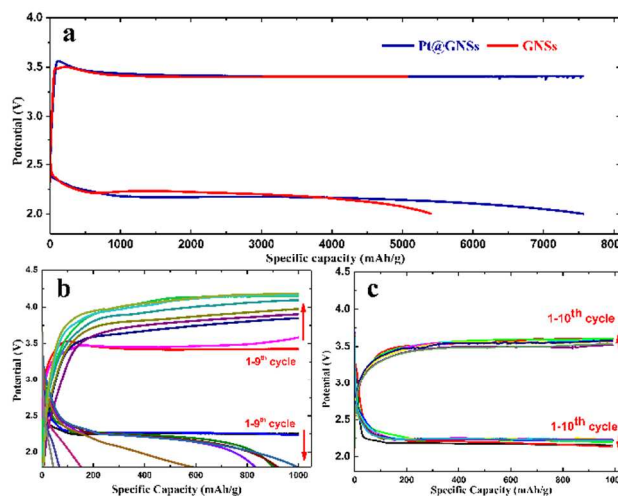 a
Pt@GNSs GNSs
Potential (V)
3.5
3.0
2.5
2.0
0 1000 2000 3000 4000 5000 6000 7000 800
Specific capacity (mAh/g)
b
Potential (V)
4.5
4.0
3.5
3.0
2.5
2.0
1-9th cycle
1-9th cycle
0 200 400 600 800 1000
Specific Capacity (mAh/g)
c
Potential (V)
4.5
4.0
3.5
3.0
2.5
2.0
1-10th cycle
1-10th cycle
0 200 400 600 800 1000
Specific Capacity (mAh/g)